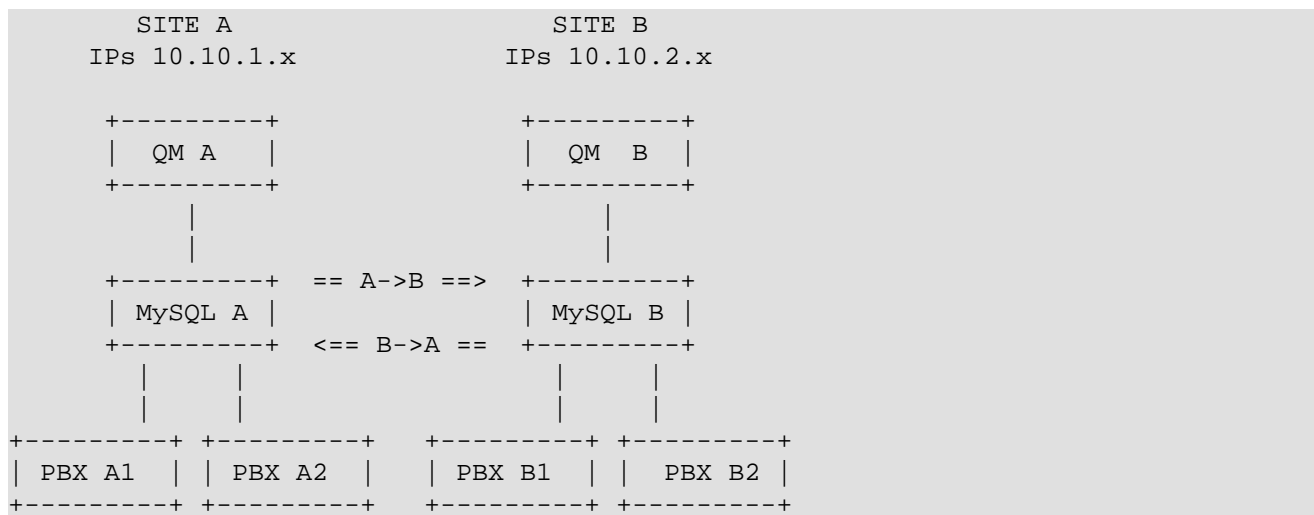 SITE A SITE B
IPs 10.10.1.x IPs 10.10.2.x
QM A QM B
== A->B ==>
MySQL A MySQL B
<== B->A ==
PBX A1 PBX A2 PBX B1 PBX B2